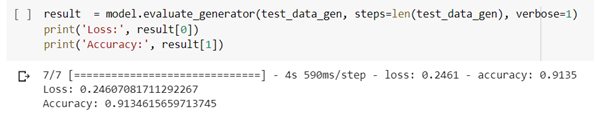 [ ] result  = model.evaluate_generator(test_data_gen, steps=len(test_data_gen), verbose=1)
print('Loss:', result[0])
print('Accuracy:', result[1])
7/7 [==============================] - 4s 590ms/step - loss: 0.2461 - accuracy: 0.9135
Loss: 0.24607081711292267
Accuracy: 0.9134615659713745